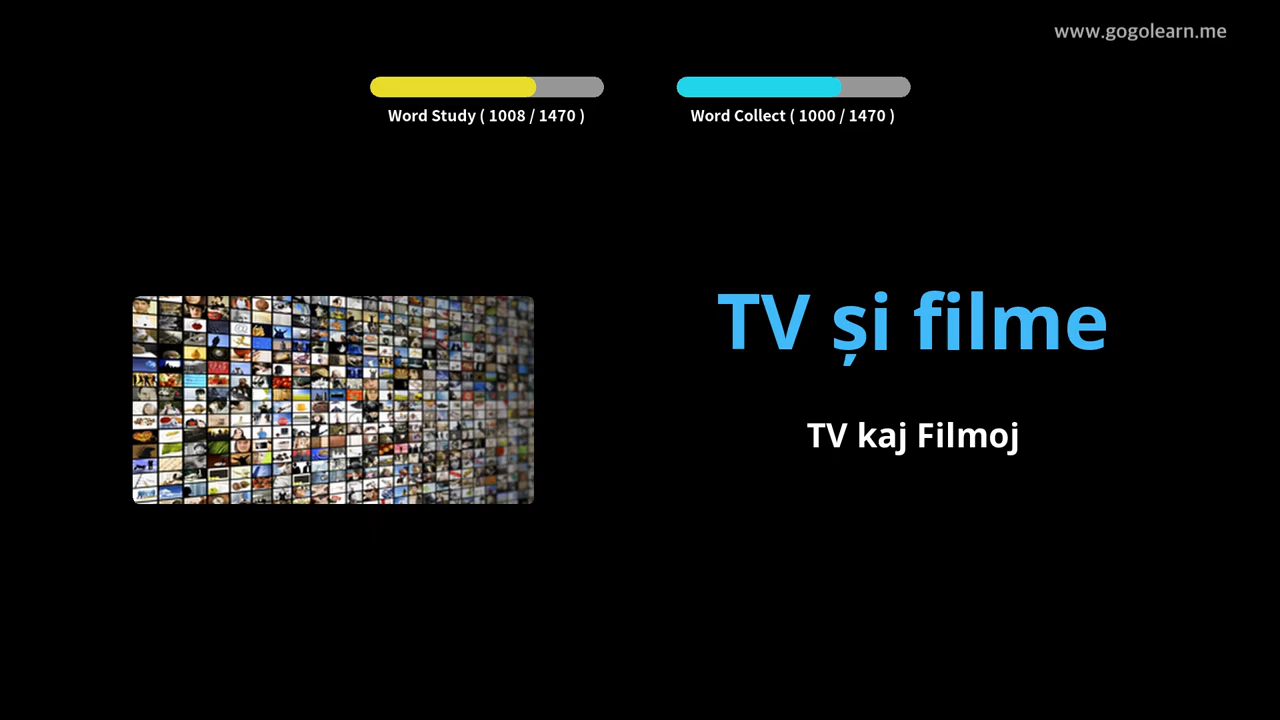 www.gogolearn.me
Word Study ( 1008 / 1470 )
Word Collect ( 1000 / 1470 )
TV și filme
TV kaj Filmoj